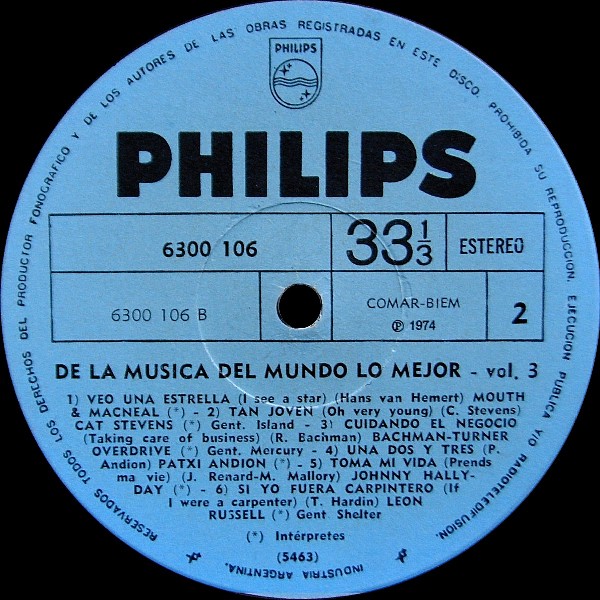 RESERVADOS TODOS LOS DERECHOS DEL PRODUCTOR FONOGRAFICO Y DE LOS AUTORES DE LAS OBRAS REGISTRADAS EN ESTE DISCO. PROHIBIDA SU REPRODUCCION, EJECUCION PUBLICA Y/O RADIOTELEDIFUSION.
PHILIPS
PHILIPS
6300 106
33 1/3
ESTEREO
6300 106 B
COMAR-BIEM
℗ 1974
2
DE LA MUSICA DEL MUNDO LO MEJOR - vol. 3
1) VEO UNA ESTRELLA (I see a star) (Hans van Hemert) MOUTH
& MACNEAL (*) - 2) TAN JOVEN (Oh very young) (C. Stevens)
CAT STEVENS (*) Gent. Island - 3) CUIDANDO EL NEGOCIO
(Taking care of business) (R. Bachman) BACHMAN-TURNER
OVERDRIVE (*) Gent. Mercury - 4) UNA DOS Y TRES (P.
Andion) PATXI ANDION (*) - 5) TOMA MI VIDA (Prends
ma vie) (J. Renard-M. Mallory) JOHNNY HALLY-
DAY (*) - 6) SI YO FUERA CARPINTERO (If
I were a carpenter) (T. Hardin) LEON
RUSSELL (*) Gent Shelter
(*) Intérpretes
(5463)
INDUSTRIA ARGENTINA.